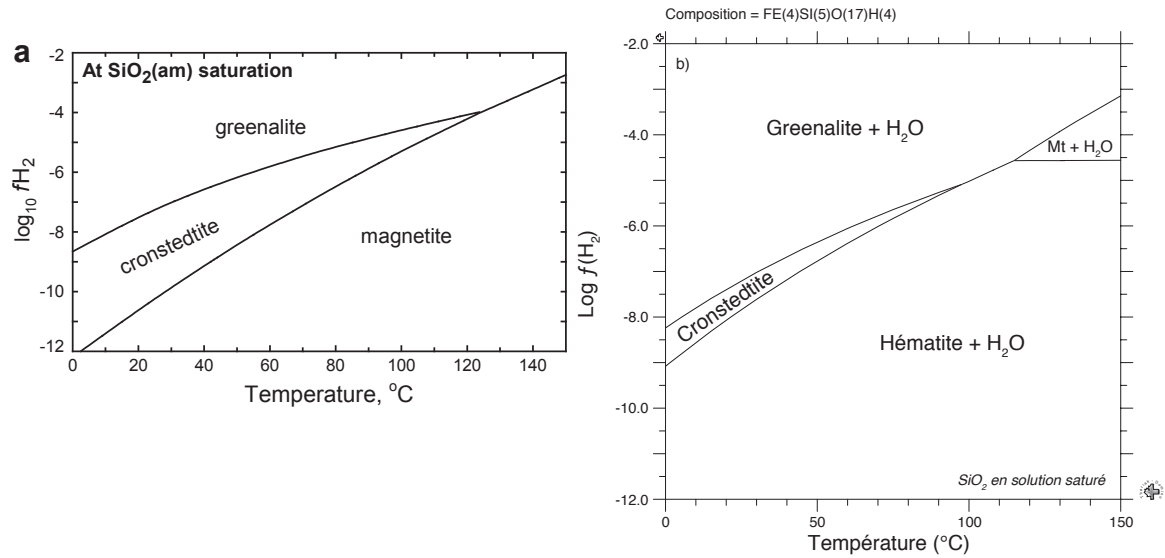 a
At SiO2(am) saturation
greenalite
cronstedtite
magnetite
log10 fH2
-2
-4
-6
-8
-10
-12
0 20 40 60 80 100 120 140
Temperature, oC
Composition = FE(4)SI(5)O(17)H(4)
b)
Greenalite + H2O
Mt + H2O
Cronstedtite
Hématite + H2O
SiO2 en solution saturé
Log f(H2)
-2.0
-4.0
-6.0
-8.0
-10.0
-12.0
0 50 100 150
Température (°C)